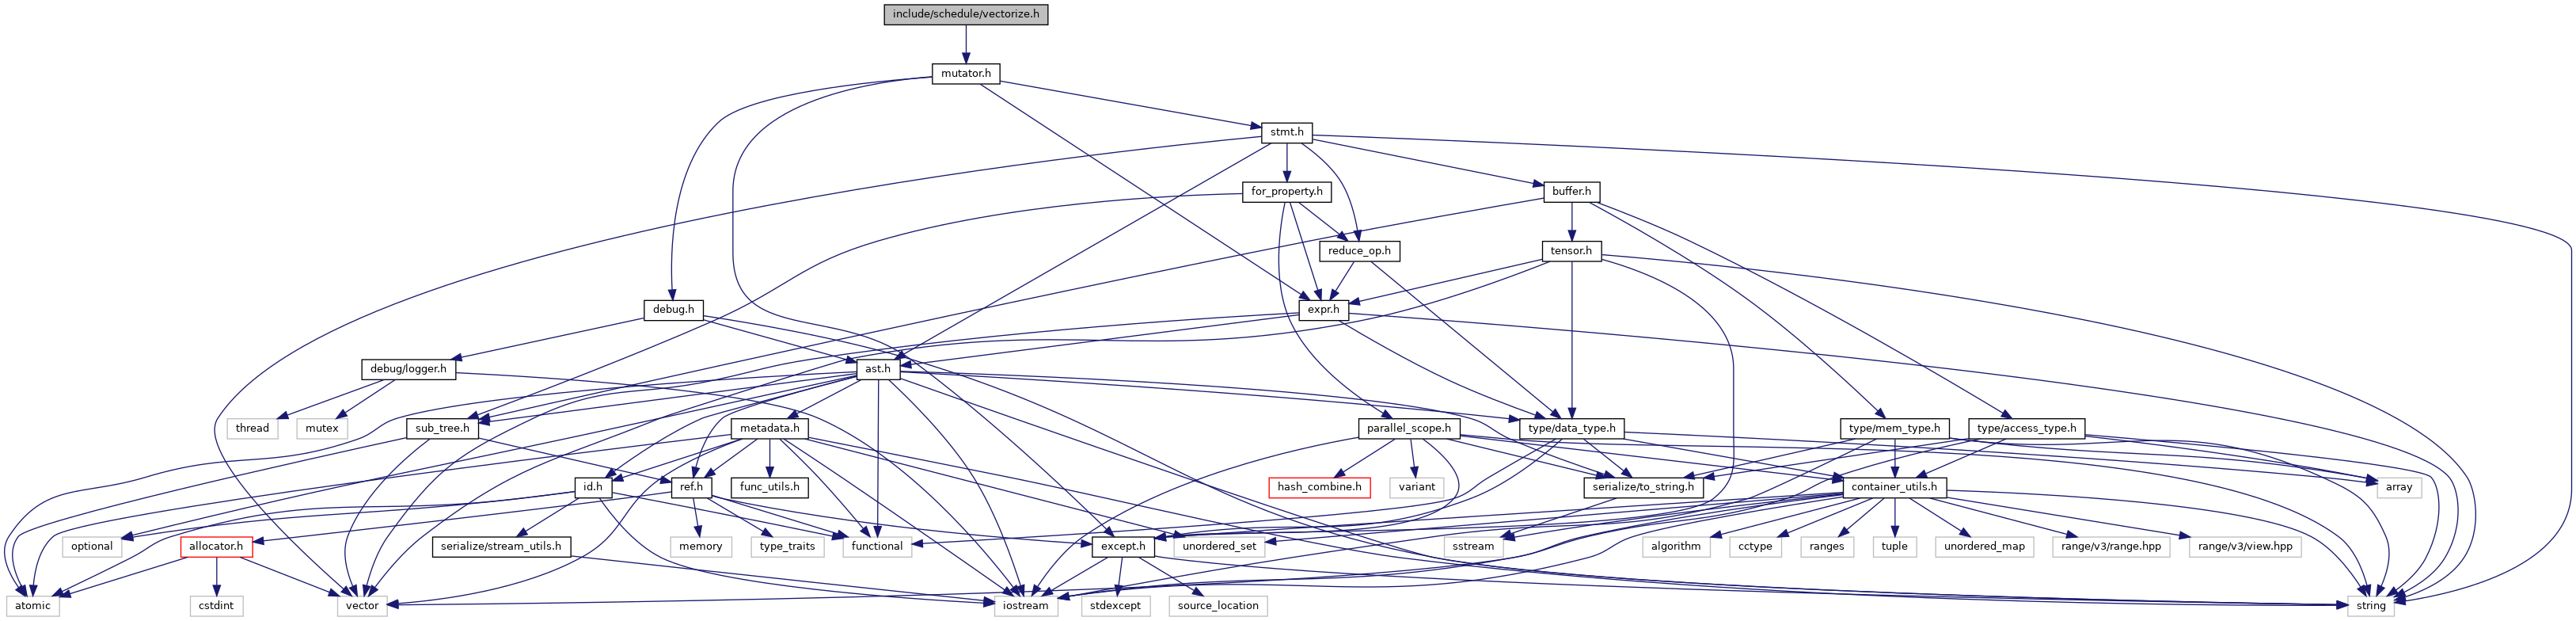 include/schedule/vectorize.h
mutator.h
stmt.h
for_property.h
buffer.h
reduce_op.h
tensor.h
debug.h
expr.h
debug/logger.h
ast.h
thread
mutex
sub_tree.h
metadata.h
parallel_scope.h
type/data_type.h
type/mem_type.h
type/access_type.h
id.h
ref.h
func_utils.h
hash_combine.h
variant
serialize/to_string.h
container_utils.h
array
optional
allocator.h
serialize/stream_utils.h
memory
type_traits
functional
except.h
unordered_set
sstream
algorithm
cctype
ranges
tuple
unordered_map
range/v3/range.hpp
range/v3/view.hpp
atomic
cstdint
vector
iostream
stdexcept
source_location
string